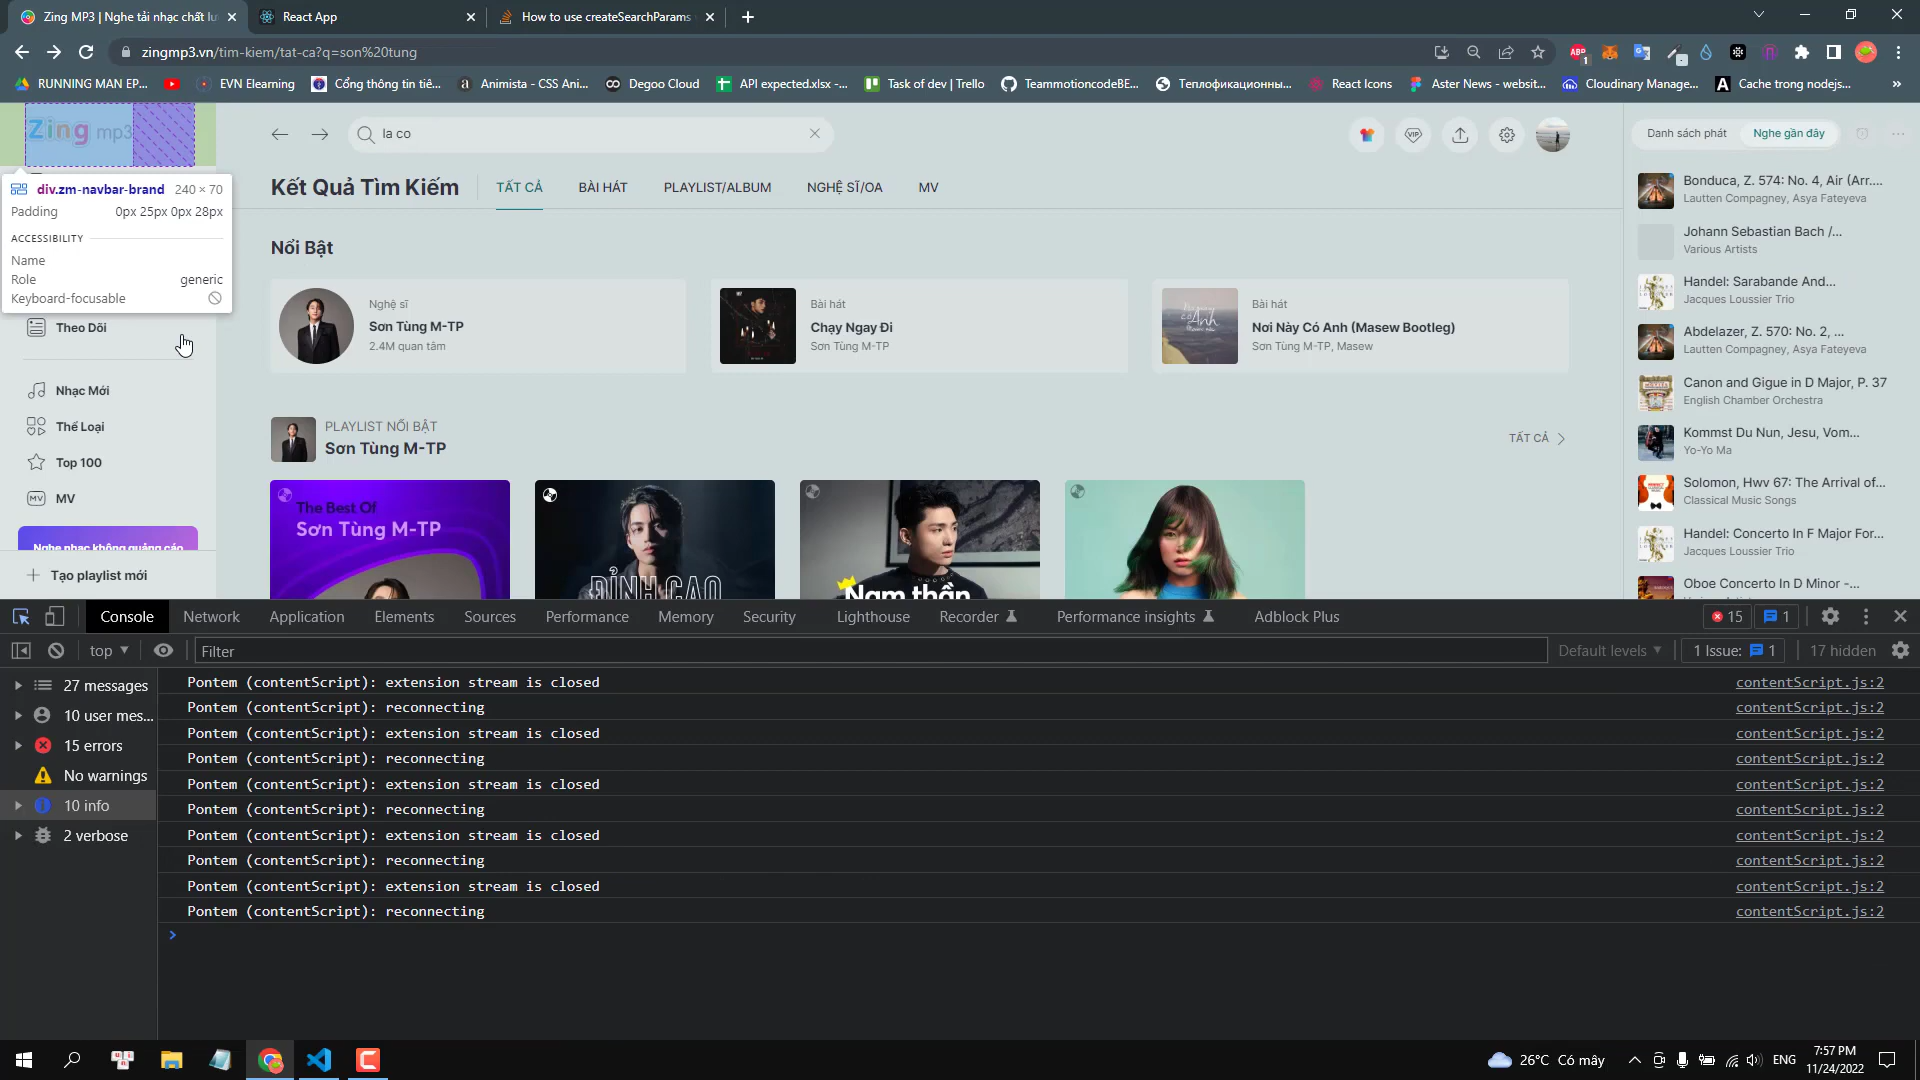 Zing MP3 | Nghe tải nhạc chất lư
React App
How to use createSearchParams
zingmp3.vn/tim-kiem/tat-ca?q=son%20tung
RUNNING MAN EP...
EVN Elearning
Cổng thông tin tiê...
Animista - CSS Ani...
Degoo Cloud
API expected.xlsx -...
Task of dev | Trello
TeammotioncodeBE...
Теплофикационны...
React Icons
Aster News - websit...
Cloudinary Manage...
Cache trong nodejs...
»
Zing mp3
la co
VIP
Danh sách phát
Nghe gần đây
div.zm-navbar-brand 240 × 70
Padding 0px 25px 0px 28px
ACCESSIBILITY
Name
Role generic
Keyboard-focusable
Theo Dõi
Nhạc Mới
Thể Loại
Top 100
MV
MV
Nghe nhạc không quảng cáo
Tạo playlist mới
Kết Quả Tìm Kiếm
TẤT CẢ
BÀI HÁT
PLAYLIST/ALBUM
NGHỆ SĨ/OA
MV
Nổi Bật
Nghệ sĩ
Sơn Tùng M-TP
2.4M quan tâm
Bài hát
Chạy Ngay Đi
Sơn Tùng M-TP
Bài hát
Nơi Này Có Anh (Masew Bootleg)
Sơn Tùng M-TP, Masew
PLAYLIST NỔI BẬT
Sơn Tùng M-TP
TẤT CẢ
The Best Of
Sơn Tùng M-TP
ĐỈNH CAO
Nam thần
Bonduca, Z. 574: No. 4, Air (Arr....
Lautten Compagney, Asya Fateyeva
Johann Sebastian Bach /...
Various Artists
Handel: Sarabande And...
Jacques Loussier Trio
Abdelazer, Z. 570: No. 2, ...
Lautten Compagney, Asya Fateyeva
Canon and Gigue in D Major, P. 37
English Chamber Orchestra
Kommst Du Nun, Jesu, Vom...
Yo-Yo Ma
Solomon, Hwv 67: The Arrival of...
Classical Music Songs
Handel: Concerto In F Major For...
Jacques Loussier Trio
Oboe Concerto In D Minor -...
Console
Network
Application
Elements
Sources
Performance
Memory
Security
Lighthouse
Recorder
Performance insights
Adblock Plus
15
1
top
Filter
Default levels
1 Issue: 1
17 hidden
27 messages
10 user mes...
15 errors
No warnings
10 info
2 verbose
Pontem (contentScript): extension stream is closed contentScript.js:2
Pontem (contentScript): reconnecting contentScript.js:2
Pontem (contentScript): extension stream is closed contentScript.js:2
Pontem (contentScript): reconnecting contentScript.js:2
Pontem (contentScript): extension stream is closed contentScript.js:2
Pontem (contentScript): reconnecting contentScript.js:2
Pontem (contentScript): extension stream is closed contentScript.js:2
Pontem (contentScript): reconnecting contentScript.js:2
Pontem (contentScript): extension stream is closed contentScript.js:2
Pontem (contentScript): reconnecting contentScript.js:2
26°C Có mây
ENG
7:57 PM
11/24/2022